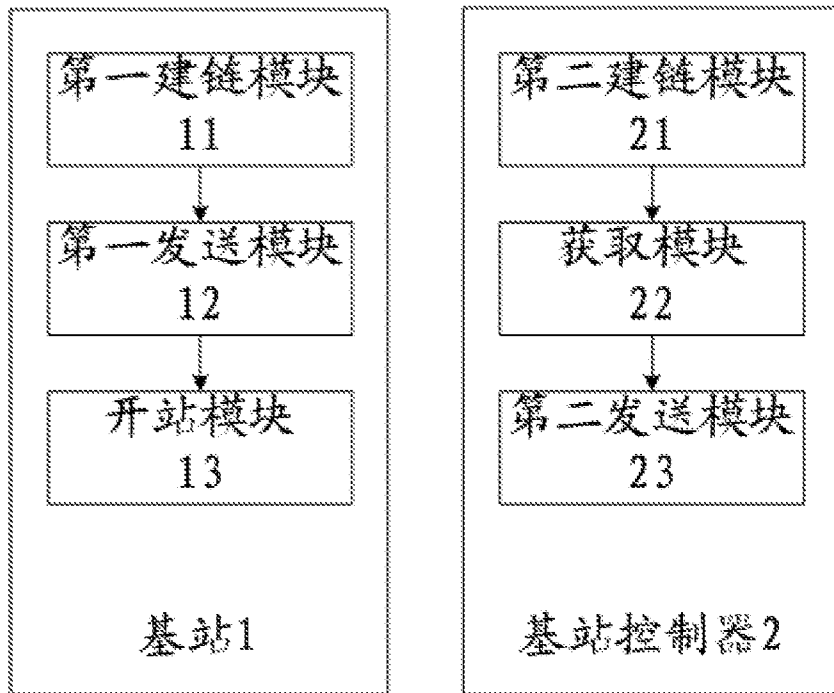 第一建链模块
11
第一发送模块
12
开站模块
13
基站1
第二建链模块
21
获取模块
22
第二发送模块
23
基站控制器2